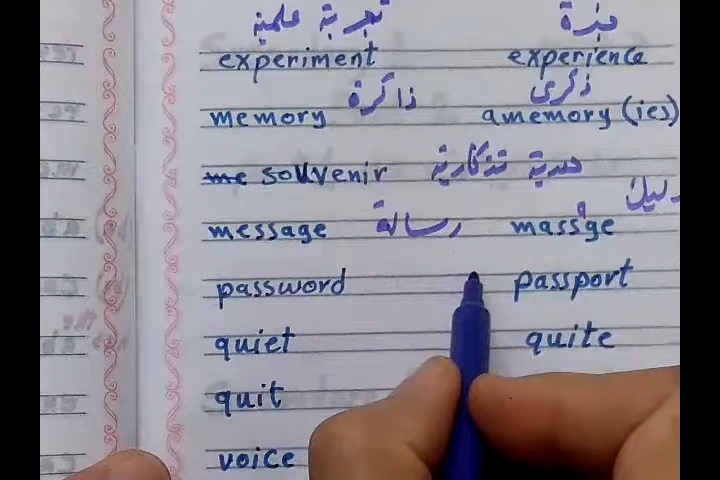 تجربة علمية خبرة
experiment experience
ذاكرة ذكرى
memory a memory (ies)
me souvenir هدية تذكارية
message رسالة massage
password passport
quiet quite
quit
voice